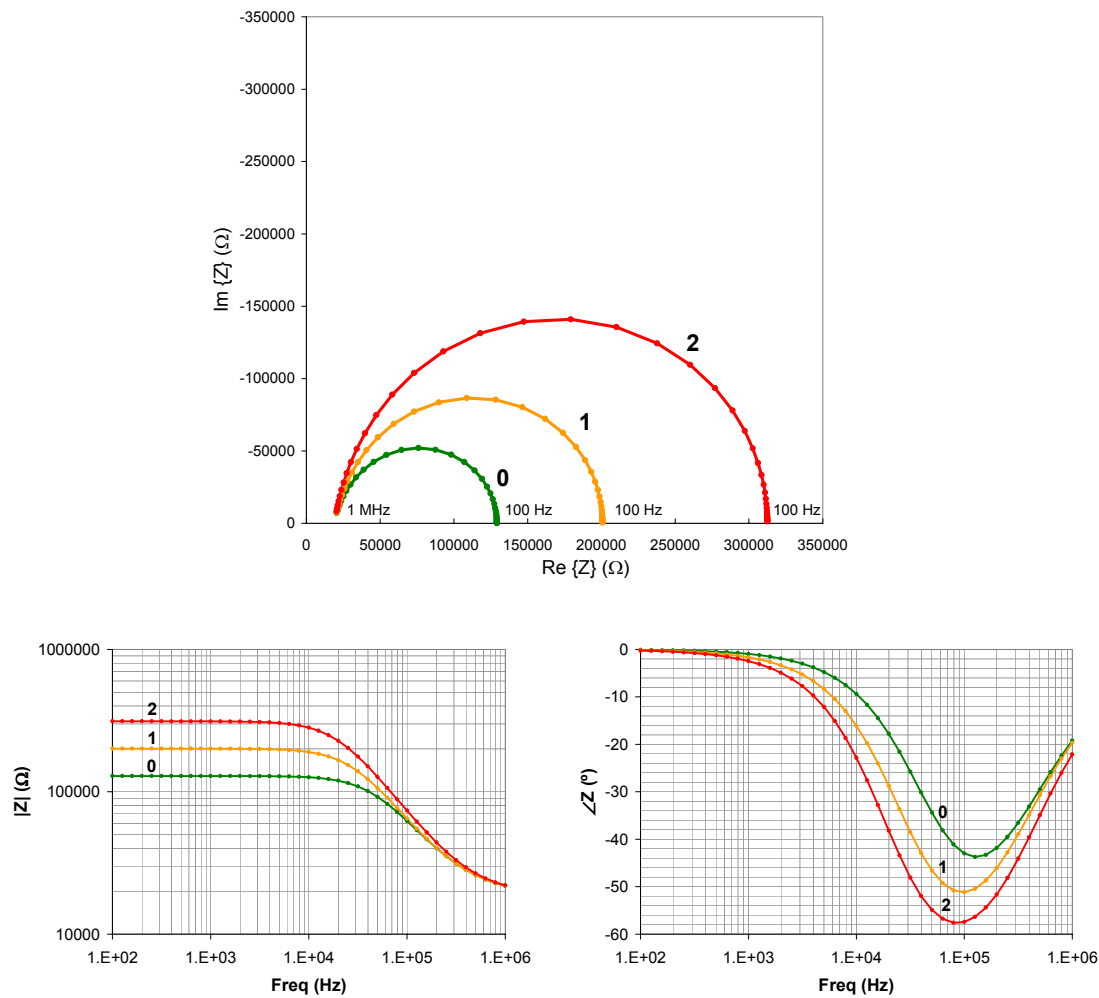 -350000
-300000
-250000
-200000
-150000
-100000
-50000
0
Im {Z} (Ω)
2
1
0
1 MHz
100 Hz
100 Hz
100 Hz
0 50000 100000 150000 200000 250000 300000 350000
Re {Z} (Ω)
1000000
100000
10000
|Z| (Ω)
2
1
0
1.E+02 1.E+03 1.E+04 1.E+05 1.E+06
Freq (Hz)
0
-10
-20
-30
-40
-50
-60
∠Z (º)
0
1
2
1.E+02 1.E+03 1.E+04 1.E+05 1.E+06
Freq (Hz)